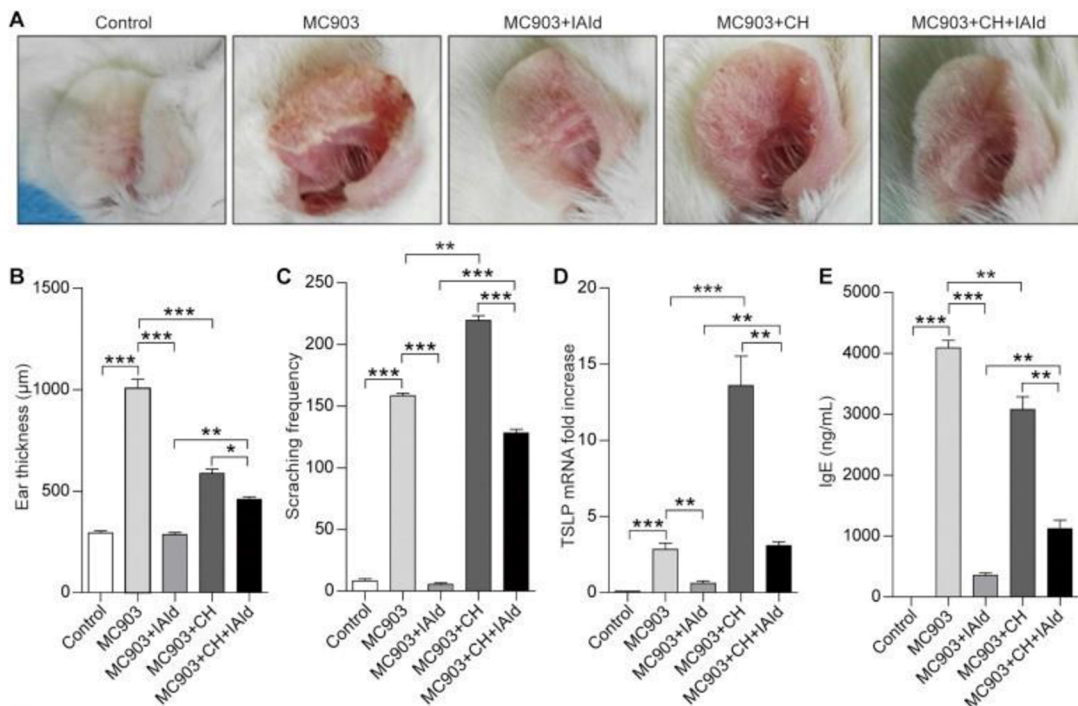 A
Control
MC903
MC903+IAld
MC903+CH
MC903+CH+IAld
B
Ear thickness (μm)
1500
1000
500
0
***
***
***
**
*
Control
MC903
MC903+IAld
MC903+CH
MC903+CH+IAld
C
Scraching frequency
250
200
150
100
50
0
**
***
***
***
***
Control
MC903
MC903+IAld
MC903+CH
MC903+CH+IAld
D
TSLP mRNA fold increase
20
15
10
5
0
***
**
**
**
***
Control
MC903
MC903+IAld
MC903+CH
MC903+CH+IAld
E
IgE (ng/mL)
5000
4000
3000
2000
1000
0
**
***
***
**
**
Control
MC903
MC903+IAld
MC903+CH
MC903+CH+IAld